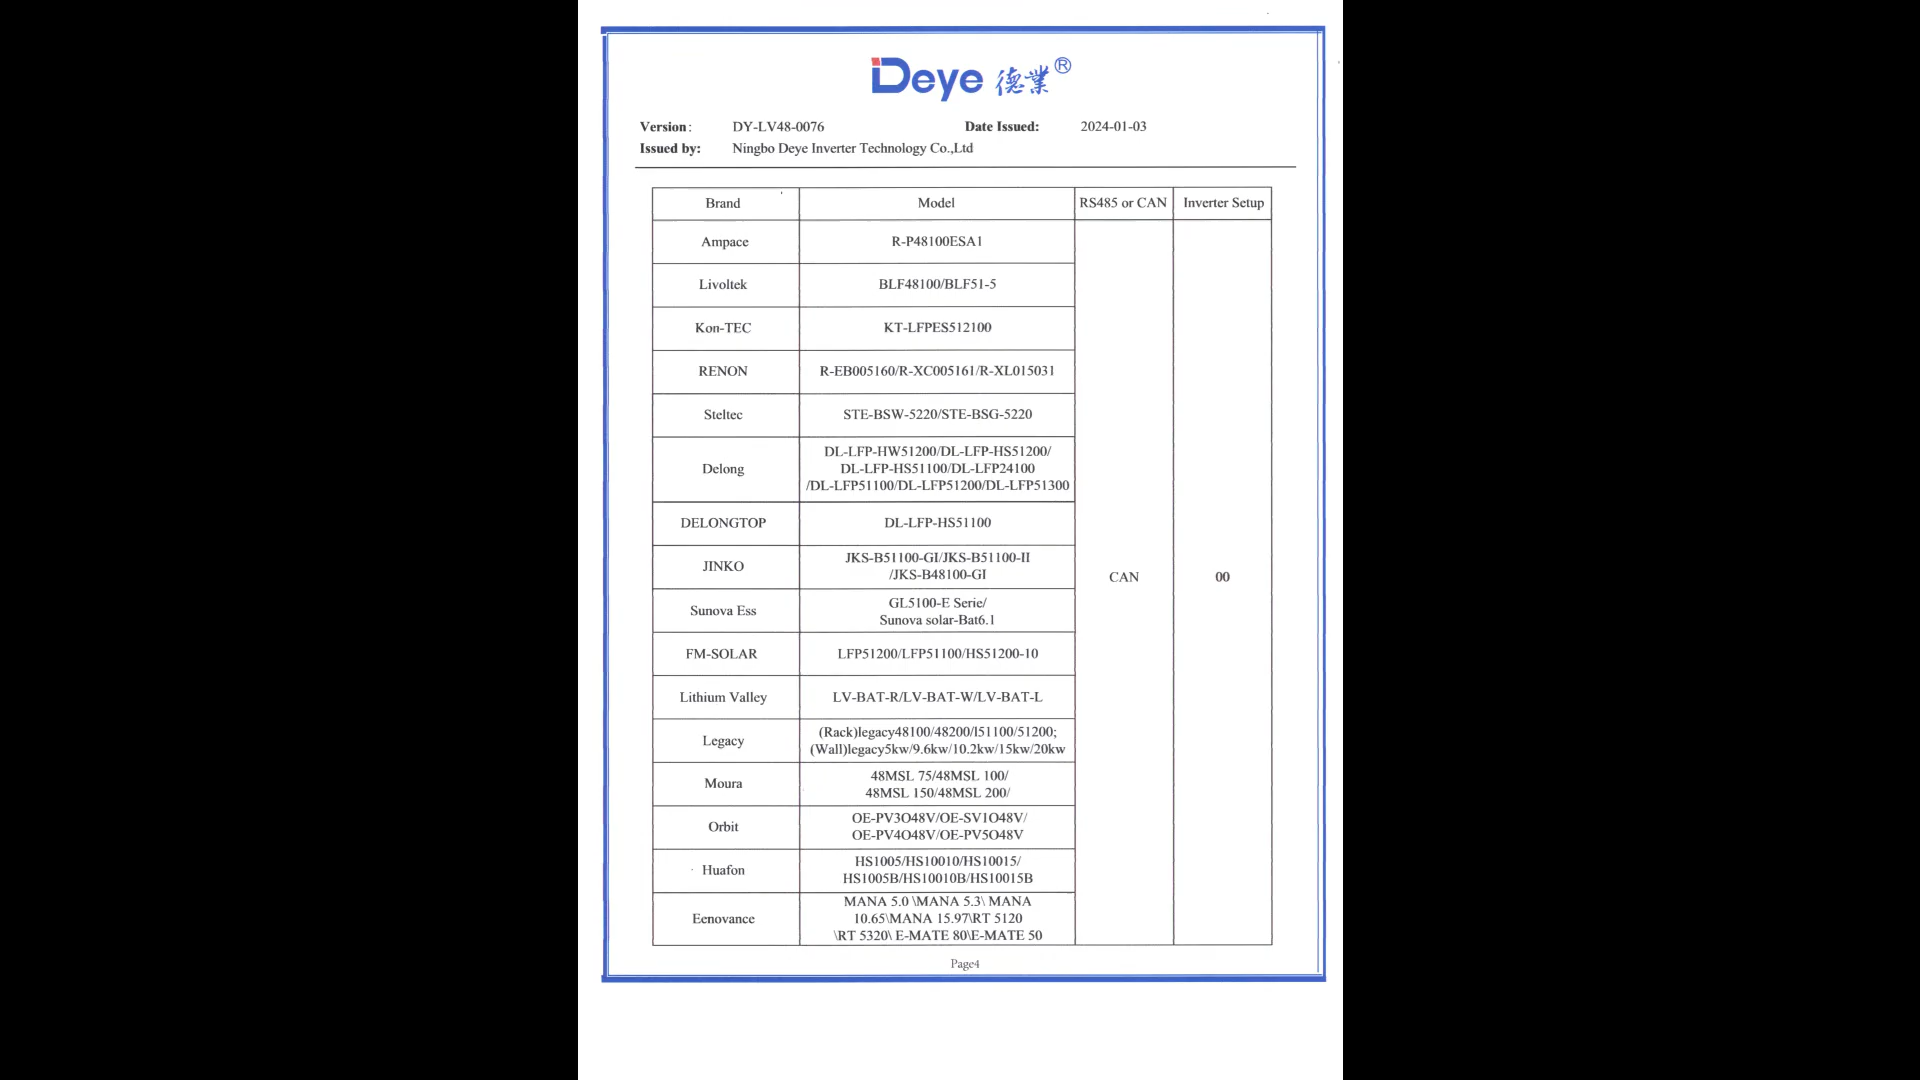 Deye 德業®
Version: DY-LV48-0076 Date Issued: 2024-01-03
Issued by: Ningbo Deye Inverter Technology Co.,Ltd
Brand Model RS485 or CAN Inverter Setup
Ampace R-P48100ESA1
Livoltek BLF48100/BLF51-5
Kon-TEC KT-LFPES512100
RENON R-EB005160/R-XC005161/R-XL015031
Steltec STE-BSW-5220/STE-BSG-5220
DL-LFP-HW51200/DL-LFP-HS51200/
Delong DL-LFP-HS51100/DL-LFP24100
/DL-LFP51100/DL-LFP51200/DL-LFP51300
DELONGTOP DL-LFP-HS51100
JKS-B51100-GI/JKS-B51100-II
JINKO
/JKS-B48100-GI
CAN 00
GL5100-E Serie/
Sunova Ess
Sunova solar-Bat6.1
FM-SOLAR LFP51200/LFP51100/HS51200-10
Lithium Valley LV-BAT-R/LV-BAT-W/LV-BAT-L
(Rack)legacy48100/48200/I51100/51200;
Legacy
(Wall)legacy5kw/9.6kw/10.2kw/15kw/20kw
48MSL 75/48MSL 100/
Moura
48MSL 150/48MSL 200/
OE-PV3O48V/OE-SV1O48V/
Orbit
OE-PV4O48V/OE-PV5O48V
HS1005/HS10010/HS10015/
Huafon
HS1005B/HS10010B/HS10015B
MANA 5.0 \MANA 5.3\ MANA
Eenovance 10.65\MANA 15.97\RT 5120
\RT 5320\ E-MATE 80\E-MATE 50
Page4